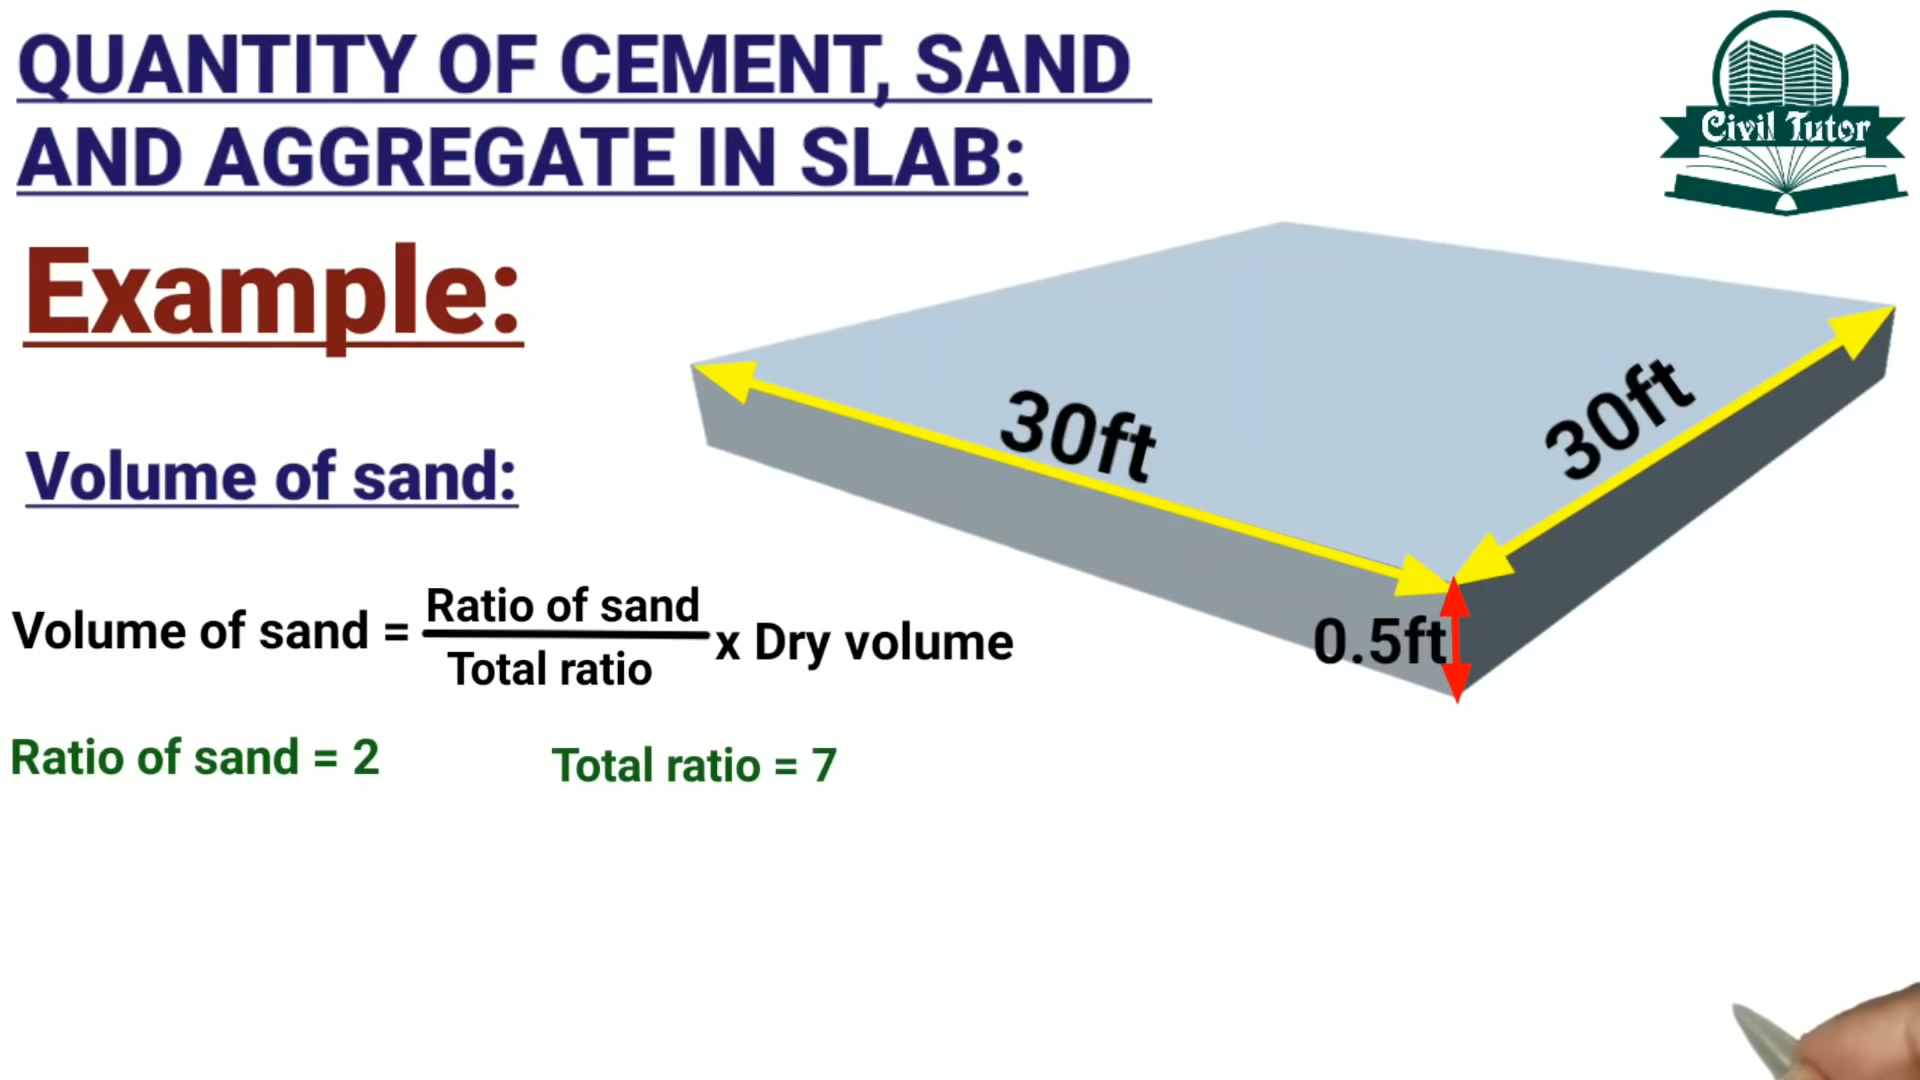 QUANTITY OF CEMENT, SAND
AND AGGREGATE IN SLAB:
Civil Tutor
Example:
30ft
30ft
Volume of sand:
0.5ft
Volume of sand = Ratio of sand / Total ratio x Dry volume
Ratio of sand = 2
Total ratio = 7